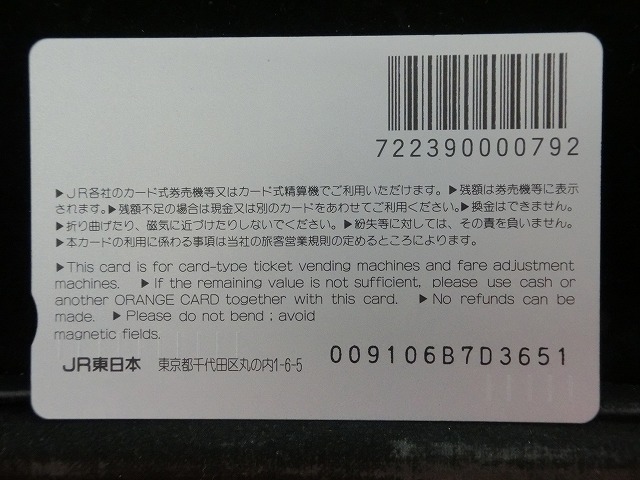 722390000792
▶JR各社のカード式券売機等又はカード式精算機でご利用いただけます。▶残額は券売機等に表示
されます。▶残額不足の場合は現金又は別のカードをあわせてご利用ください。▶換金はできません。
▶折り曲げたり、磁気に近づけたりしないでください。▶紛失等に対しては、その責を負いません。
▶本カードの利用に係わる事項は当社の旅客営業規則の定めるところによります。
▶This card is for card-type ticket vending machines and fare adjustment
machines. ▶If the remaining value is not sufficient, please use cash or
another ORANGE CARD together with this card. ▶No refunds can be
made. ▶Please do not bend; avoid
magnetic fields.
JR東日本 東京都千代田区丸の内1-6-5 009106B7D3651